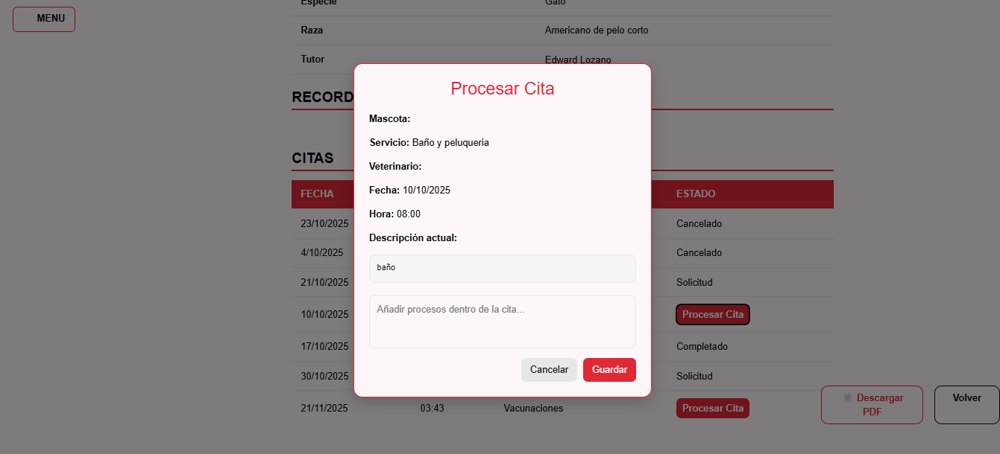 MENU
Especie Gato
Raza Americano de pelo corto
Tutor Edward Lozano
RECORD
CITAS
FECHA ESTADO
23/10/2025 Cancelado
4/10/2025 Cancelado
21/10/2025 Solicitud
10/10/2025 Procesar Cita
17/10/2025 Completado
30/10/2025 Solicitud
21/11/2025 03:43 Vacunaciones Procesar Cita
Procesar Cita
Mascota:
Servicio: Baño y peluqueria
Veterinario:
Fecha: 10/10/2025
Hora: 08:00
Descripción actual:
baño
Añadir procesos dentro de la cita...
Cancelar Guardar
Descargar
PDF
Volver